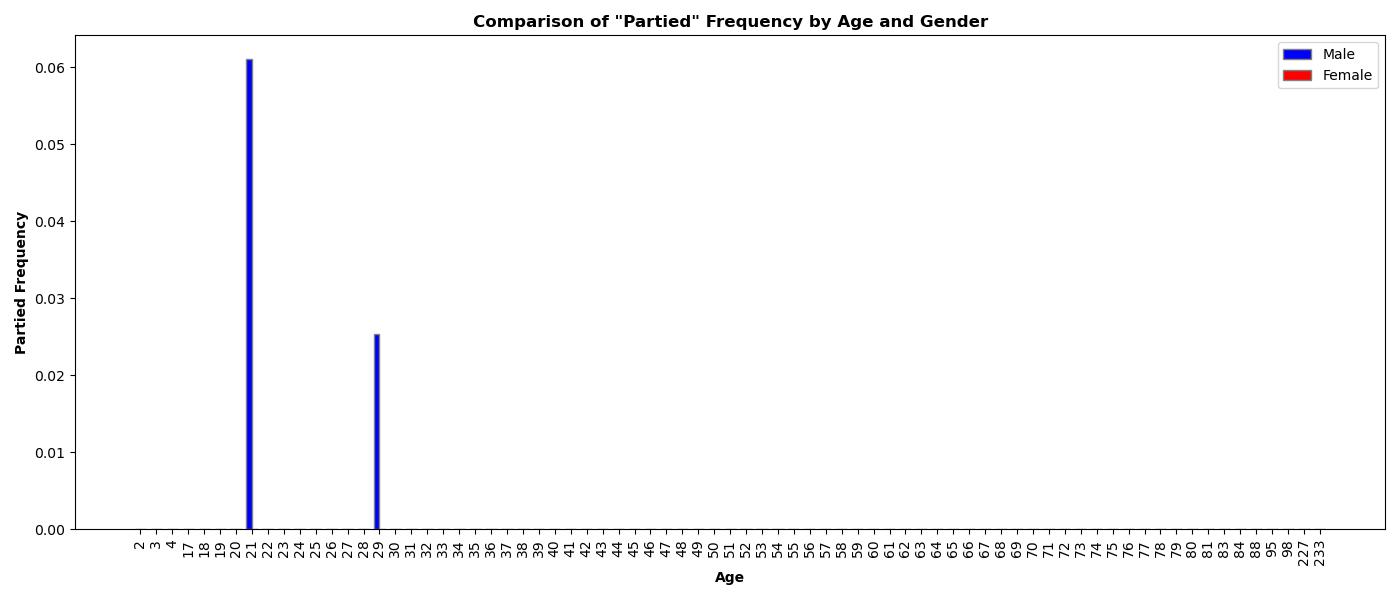 Comparison of "Partied" Frequency by Age and Gender
Male
Female
Partied Frequency
0.06
0.05
0.04
0.03
0.02
0.01
0.00
2 3 4 17 18 19 20 21 22 23 24 25 26 27 28 29 30 31 32 33 34 35 36 37 38 39 40 41 42 43 44 45 46 47 48 49 50 51 52 53 54 55 56 57 58 59 60 61 62 63 64 65 66 67 68 69 70 71 72 73 74 75 76 77 78 79 80 81 83 84 88 95 98 227 233
Age